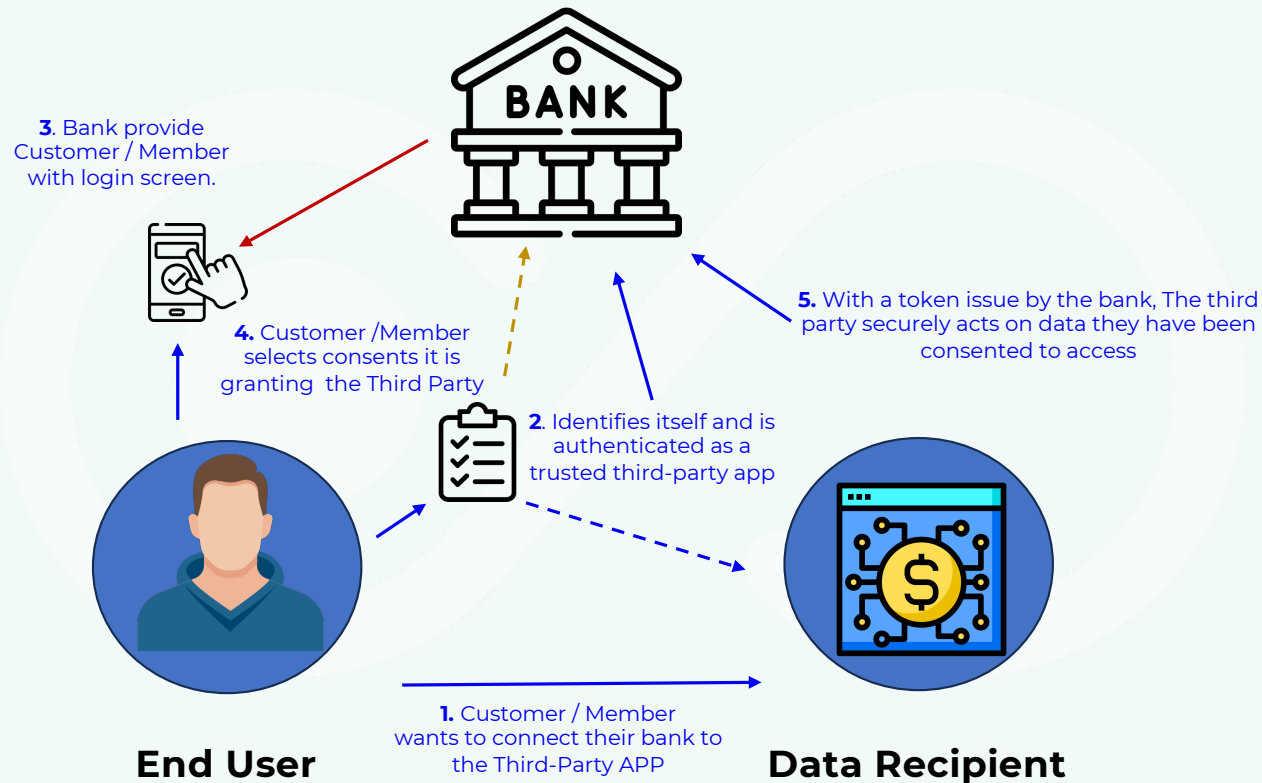 BANK
3. Bank provide
Customer / Member
with login screen.
4. Customer /Member
selects consents it is
granting the Third Party
5. With a token issue by the bank, The third
party securely acts on data they have been
consented to access
2. Identifies itself and is
authenticated as a
trusted third-party app
$
1. Customer / Member
wants to connect their bank to
the Third-Party APP
End User
Data Recipient